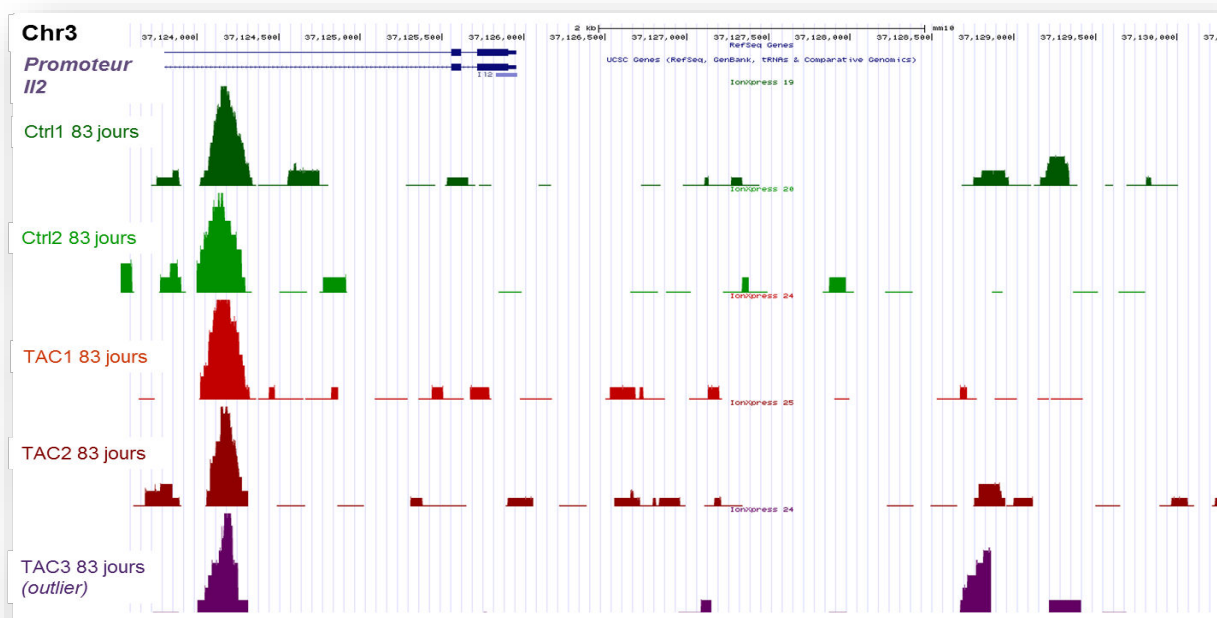 Chr3
2 kb mm10
37,124,000 37,124,500 37,125,000 37,125,500 37,126,000 37,126,500 37,127,000 37,127,500 37,128,000 37,128,500 37,129,000 37,129,500 37,130,000 37,
RefSeq Genes
Promoteur
Il2
UCSC Genes (RefSeq, GenBank, tRNAs & Comparative Genomics)
Il2
IonXpress 19
Ctrl1 83 jours
IonXpress 20
Ctrl2 83 jours
IonXpress 24
TAC1 83 jours
IonXpress 25
TAC2 83 jours
IonXpress 24
TAC3 83 jours
(outlier)